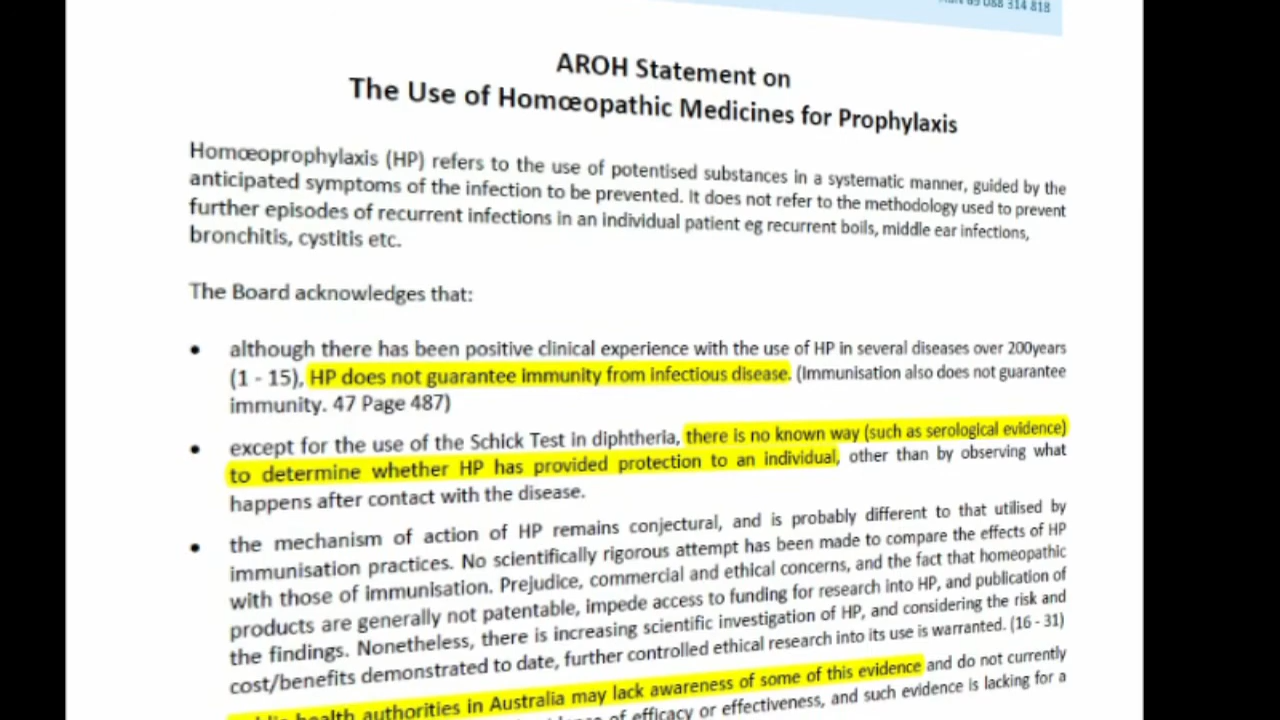 088 314 818
AROH Statement on
The Use of Homœopathic Medicines for Prophylaxis
Homœoprophylaxis (HP) refers to the use of potentised substances in a systematic manner, guided by the
anticipated symptoms of the infection to be prevented. It does not refer to the methodology used to prevent
further episodes of recurrent infections in an individual patient eg recurrent boils, middle ear infections,
bronchitis, cystitis etc.
The Board acknowledges that:
• although there has been positive clinical experience with the use of HP in several diseases over 200years
(1 - 15), HP does not guarantee immunity from infectious disease. (Immunisation also does not guarantee
immunity. 47 Page 487)
• except for the use of the Schick Test in diphtheria, there is no known way (such as serological evidence)
to determine whether HP has provided protection to an individual, other than by observing what
happens after contact with the disease.
• the mechanism of action of HP remains conjectural, and is probably different to that utilised by
immunisation practices. No scientifically rigorous attempt has been made to compare the effects of HP
with those of immunisation. Prejudice, commercial and ethical concerns, and the fact that homeopathic
products are generally not patentable, impede access to funding for research into HP, and publication of
the findings. Nonetheless, there is increasing scientific investigation of HP, and considering the risk and
cost/benefits demonstrated to date, further controlled ethical research into its use is warranted. (16 - 31)
health authorities in Australia may lack awareness of some of this evidence and do not currently
of efficacy or effectiveness, and such evidence is lacking for a